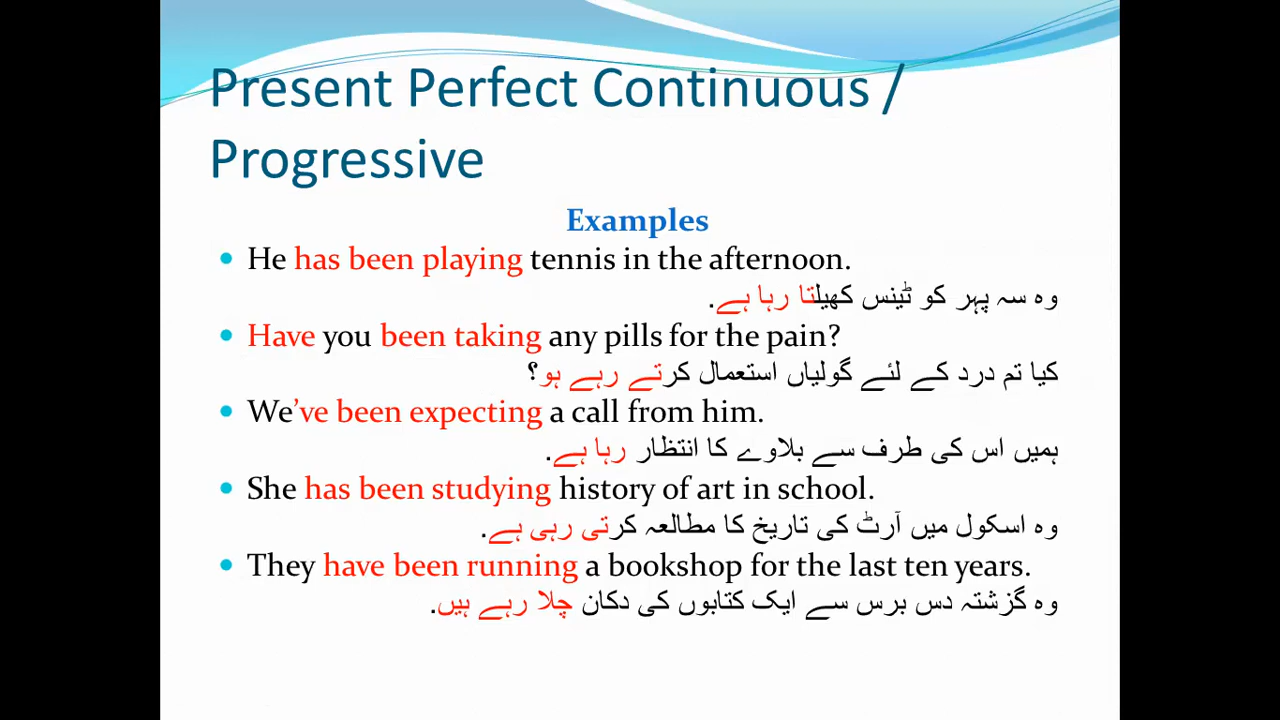 Present Perfect Continuous /
Progressive
Examples
• He has been playing tennis in the afternoon.
وہ سہ پہر کو ٹینس کھیلتا رہا ہے.
• Have you been taking any pills for the pain?
کیا تم درد کے لئے گولیاں استعمال کرتے رہے ہو؟
• We've been expecting a call from him.
ہمیں اس کی طرف سے بلاوے کا انتظار رہا ہے.
• She has been studying history of art in school.
وہ اسکول میں آرٹ کی تاریخ کا مطالعہ کرتی رہی ہے.
• They have been running a bookshop for the last ten years.
وہ گزشتہ دس برس سے ایک کتابوں کی دکان چلا رہے ہیں.